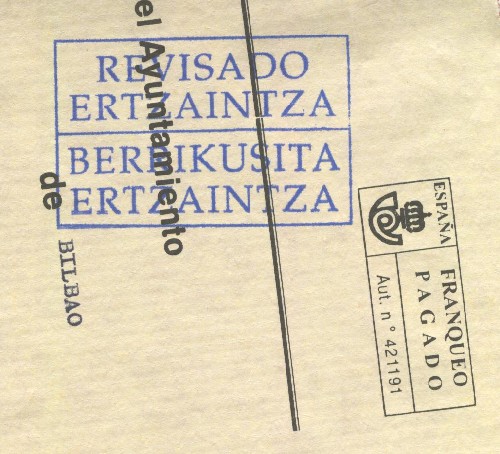 REVISADO
ERTZAINTZA
BERRIKUSITA
ERTZAINTZA
el Ayuntamiento
de BILBAO
ESPAÑA
FRANQUEO
PAGADO
Aut. n° 421191